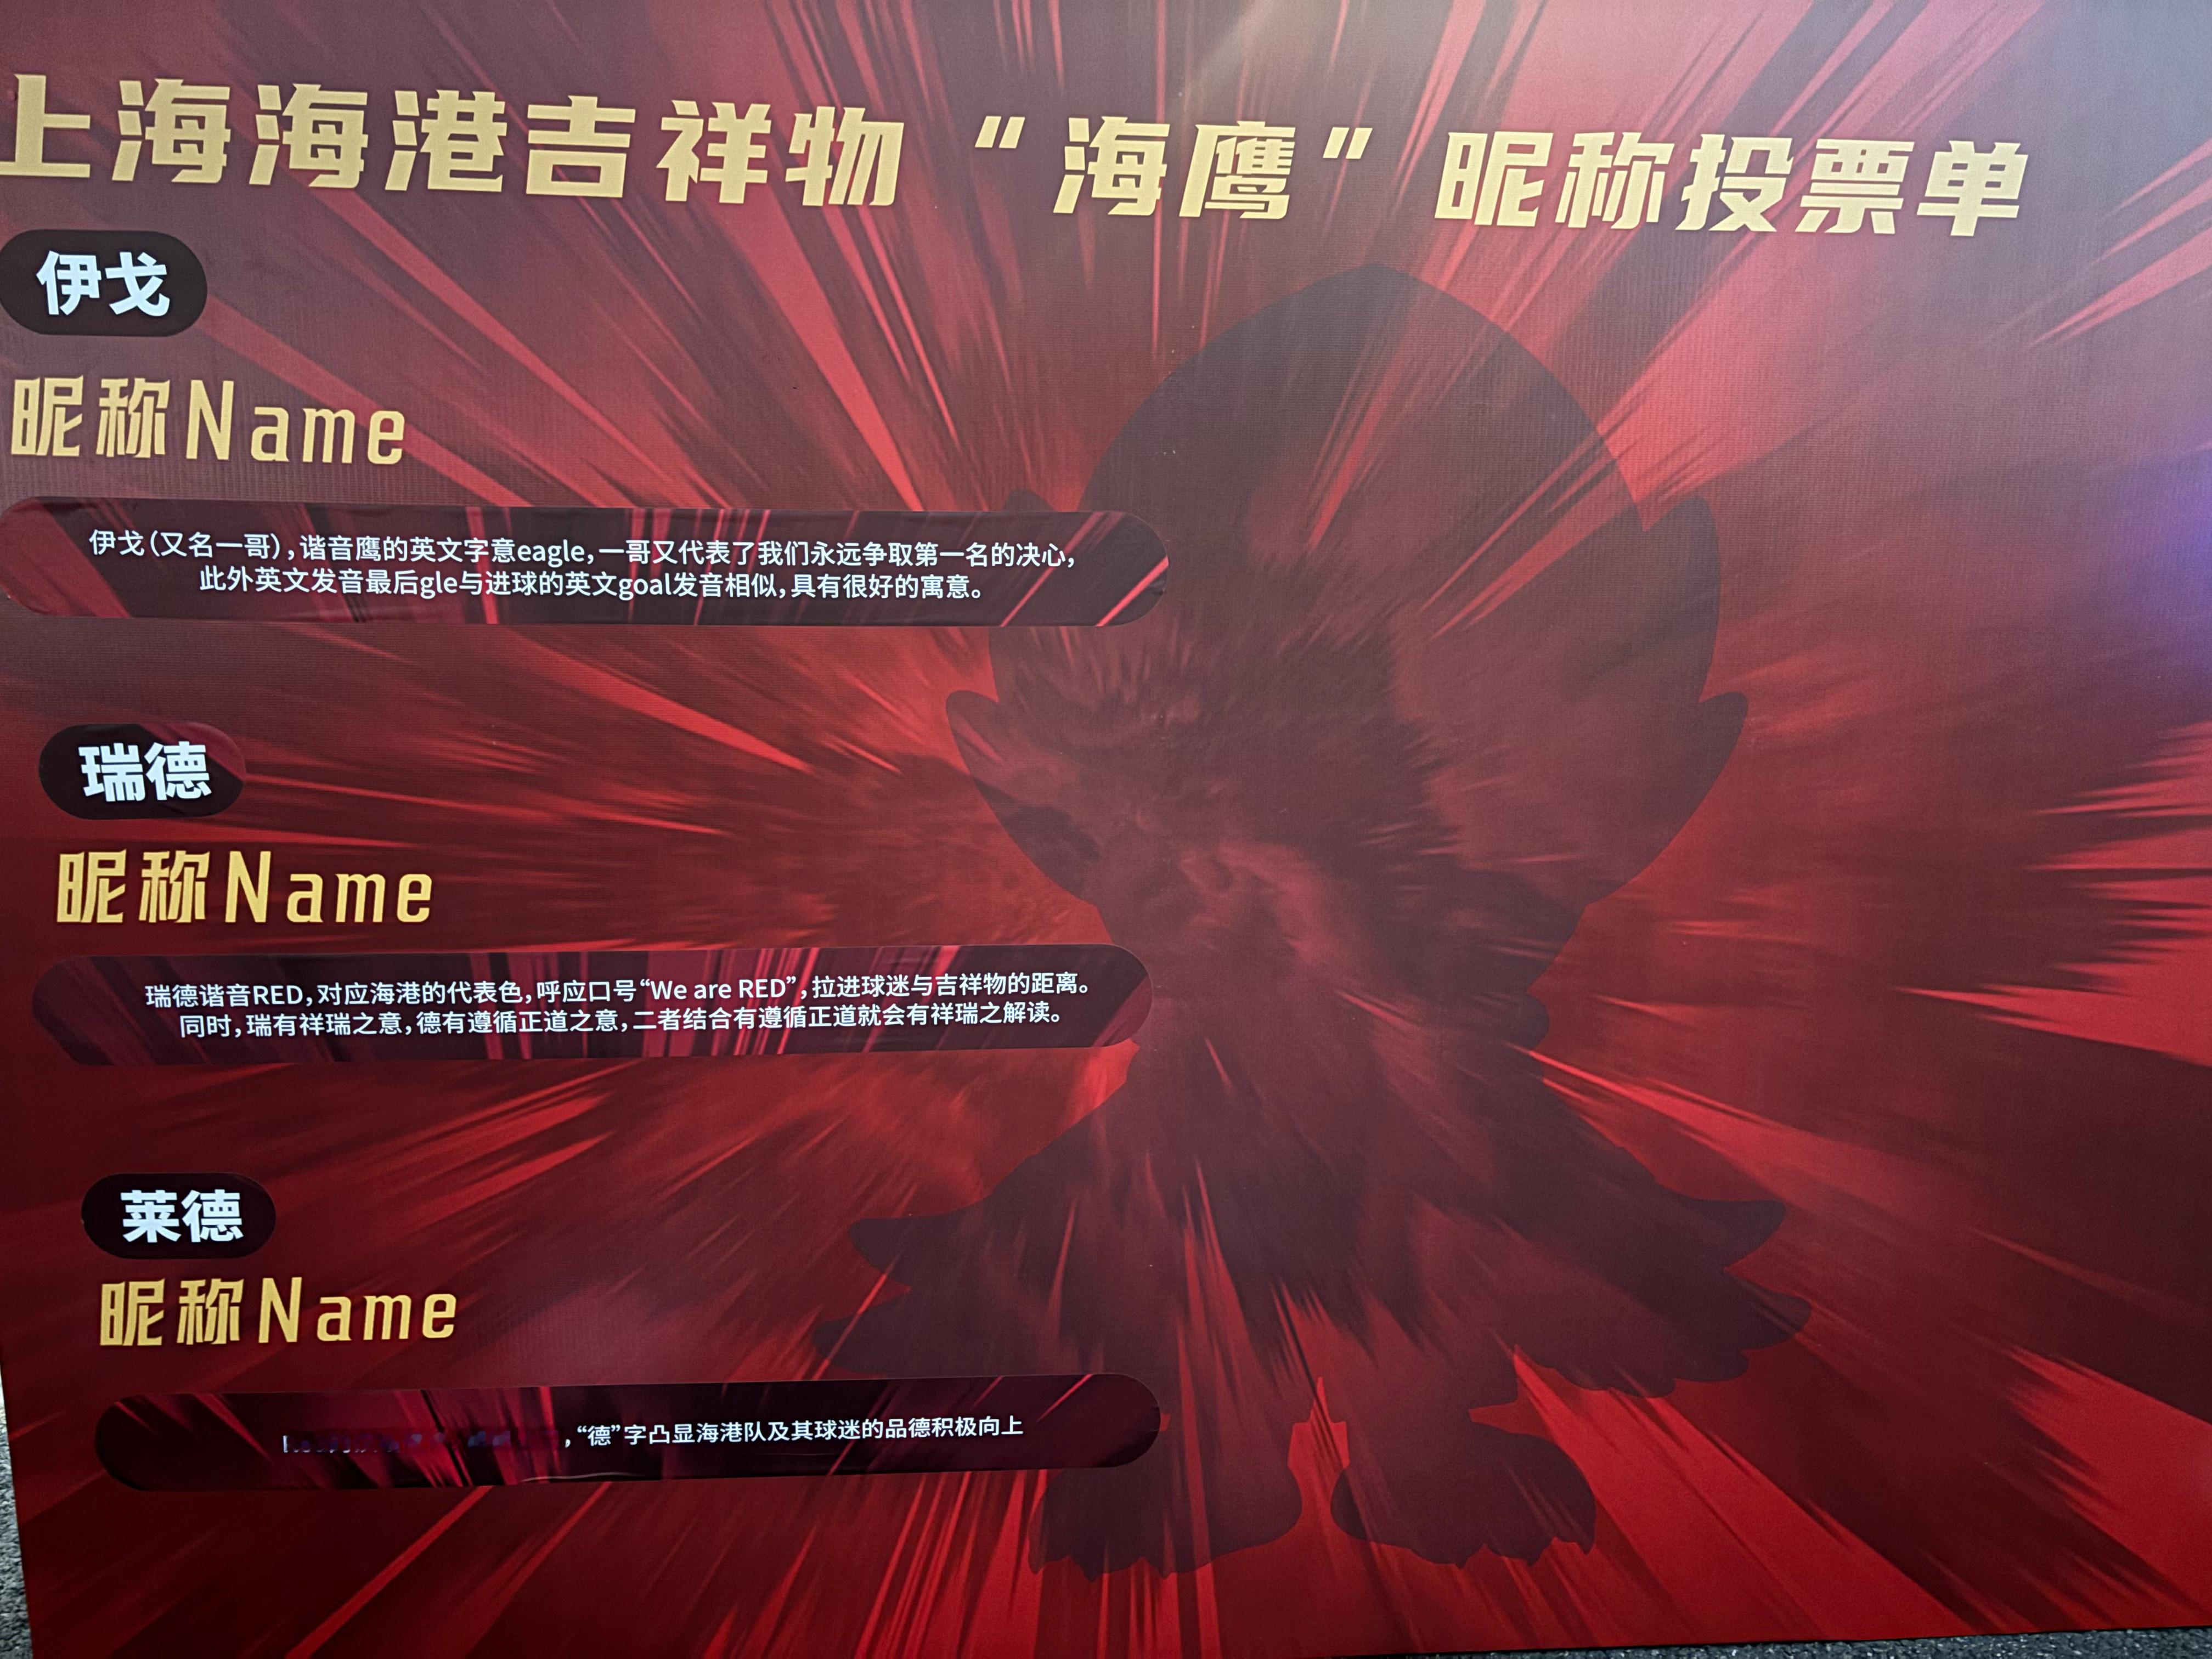 上海海港吉祥物“海鹰”昵称投票单
伊戈
昵称Name
伊戈(又名一哥),谐音鹰的英文字意eagle,一哥又代表了我们永远争取第一名的决心,
此外英文发音最后gle与进球的英文goal发音相似,具有很好的寓意。
瑞德
昵称Name
瑞德谐音RED,对应海港的代表色,呼应口号“We are RED”,拉进球迷与吉祥物的距离。
同时,瑞有祥瑞之意,德有遵循正道之意,二者结合有遵循正道就会有祥瑞之解读。
莱德
昵称Name
,“德”字凸显海港队及其球迷的品德积极向上